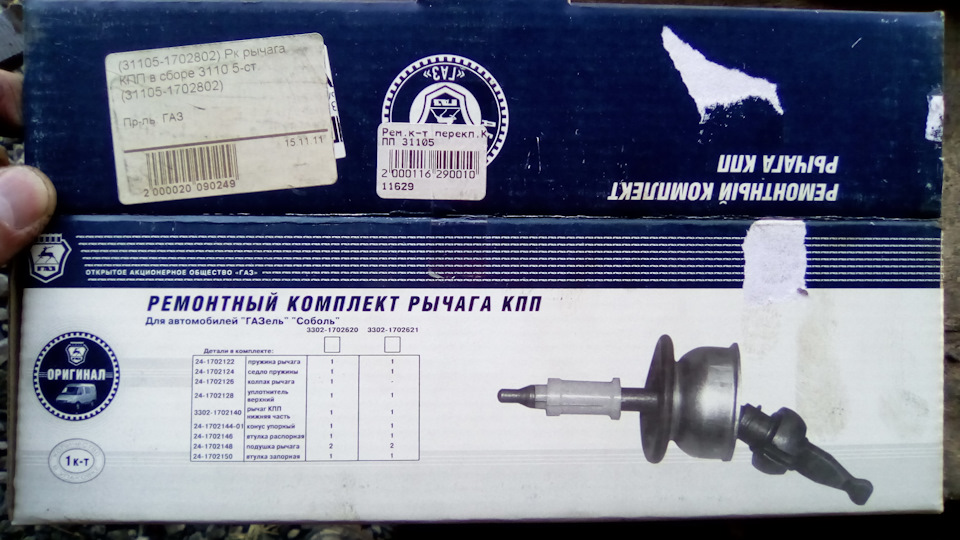 (31105-1702802) Рк рычага
КПП в сборе 3110 5-ст
(31105-1702802)
Пр-ль ГАЗ
15.11.11
2 000020 090249
«ГАЗ»
Рем.к-т перекл.К
ПП 31105
2 000116 290010
11629
РЕМОНТНЫЙ КОМПЛЕКТ
РЫЧАГА КПП
ГАЗ
ОТКРЫТОЕ АКЦИОНЕРНОЕ ОБЩЕСТВО «ГАЗ»
РЕМОНТНЫЙ КОМПЛЕКТ РЫЧАГА КПП
Для автомобилей "ГАЗель" "Соболь"
3302-1702620 3302-1702621
Детали в комплекте:
24-1702122 пружина рычага 1 1
24-1702124 седло пружины 1 1
24-1702126 колпак рычага 1 -
24-1702128 уплотнитель верхний 1 1
3302-1702140 рычаг КПП нижняя часть 1 1
24-1702144-01 конус упорный 1 1
24-1702146 втулка распорная 1 1
24-1702148 подушка рычага 2 2
24-1702150 втулка запорная 1 1
ОРИГИНАЛ
1 к-т